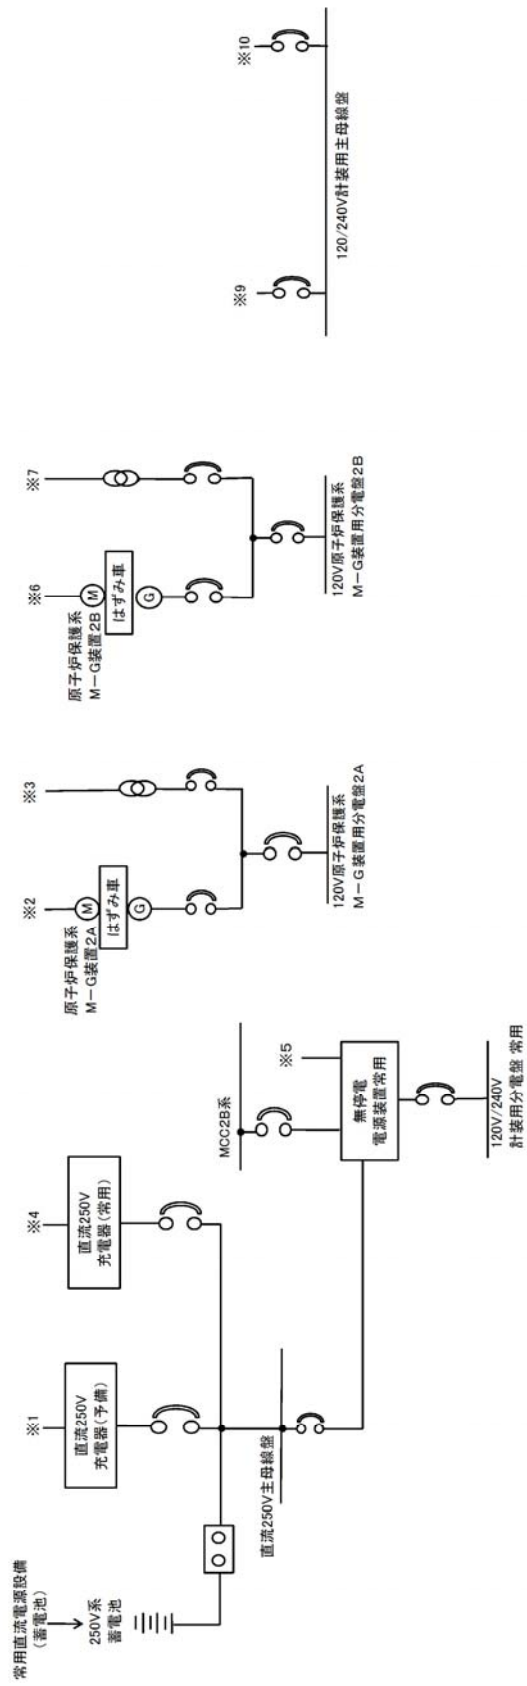 常用直流電源設備
(蓄電池)
250V系
蓄電池
※1
直流250V
充電器(予備)
※4
直流250V
充電器(常用)
直流250V主母線盤
MCC2B系
※5
無停電
電源装置常用
120V/240V
計装用分電盤 常用
※2
原子炉保護系
M－G装置2A
M
はずみ車
G
※3
120V原子炉保護系
M－G装置用分電盤2A
※6
原子炉保護系
M－G装置2B
M
はずみ車
G
※7
120V原子炉保護系
M－G装置用分電盤2B
※9
※10
120/240V計装用主母線盤